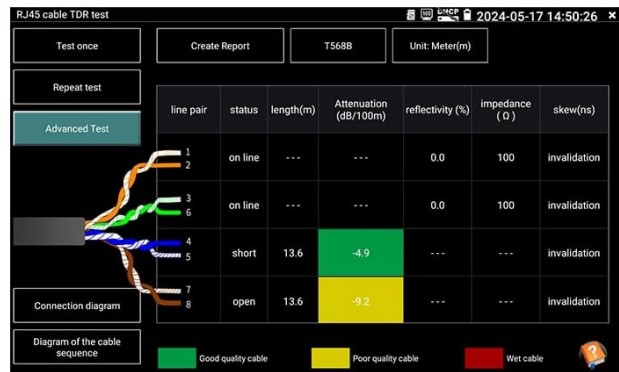 RJ45 cable TDR test
2024-05-17 14:50:26 ×
Test once
Create Report
T568B
Unit: Meter(m)
Repeat test
Advanced Test
line pair status length(m) Attenuation (dB/100m) reflectivity (%) impedance (Ω) skew(ns)
1
2
on line --- --- 0.0 100 invalidation
3
6
on line --- --- 0.0 100 invalidation
4
5
short 13.6 -4.9 --- --- invalidation
7
8
open 13.6 -9.2 --- --- invalidation
Connection diagram
Diagram of the cable
sequence
Good quality cable
Poor quality cable
Wet cable
?